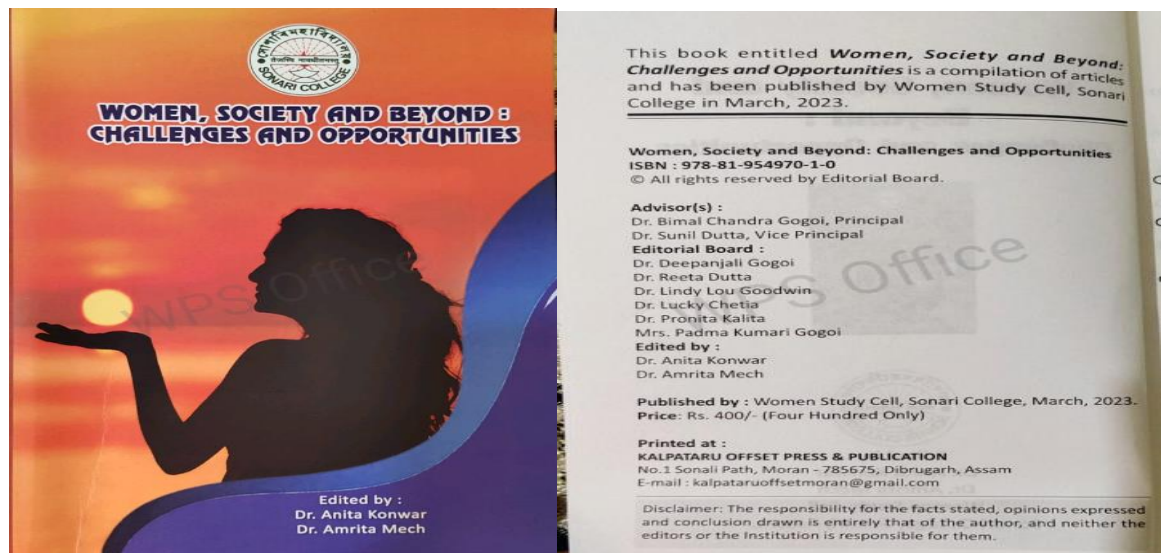 সোণাৰি মহাবিদ্যালয়
तेजस्वि नावधीतमस्तु
SONARI COLLEGE
WOMEN, SOCIETY AND BEYOND :
CHALLENGES AND OPPORTUNITIES
WPS Office
Edited by :
Dr. Anita Konwar
Dr. Amrita Mech
This book entitled Women, Society and Beyond:
Challenges and Opportunities is a compilation of articles
and has been published by Women Study Cell, Sonari
College in March, 2023.
Women, Society and Beyond: Challenges and Opportunities
ISBN : 978-81-954970-1-0
© All rights reserved by Editorial Board.
Advisor(s) :
Dr. Bimal Chandra Gogoi, Principal
Dr. Sunil Dutta, Vice Principal
Editorial Board :
Dr. Deepanjali Gogoi
Dr. Reeta Dutta
Dr. Lindy Lou Goodwin
Dr. Lucky Chetia
Dr. Pronita Kalita
Mrs. Padma Kumari Gogoi
Edited by :
Dr. Anita Konwar
Dr. Amrita Mech
WPS Office
Published by : Women Study Cell, Sonari College, March, 2023.
Price: Rs. 400/- (Four Hundred Only)
Printed at :
KALPATARU OFFSET PRESS & PUBLICATION
No.1 Sonali Path, Moran - 785675, Dibrugarh, Assam
E-mail : kalpataruoffsetmoran@gmail.com
Disclaimer: The responsibility for the facts stated, opinions expressed
and conclusion drawn is entirely that of the author, and neither the
editors or the Institution is responsible for them.